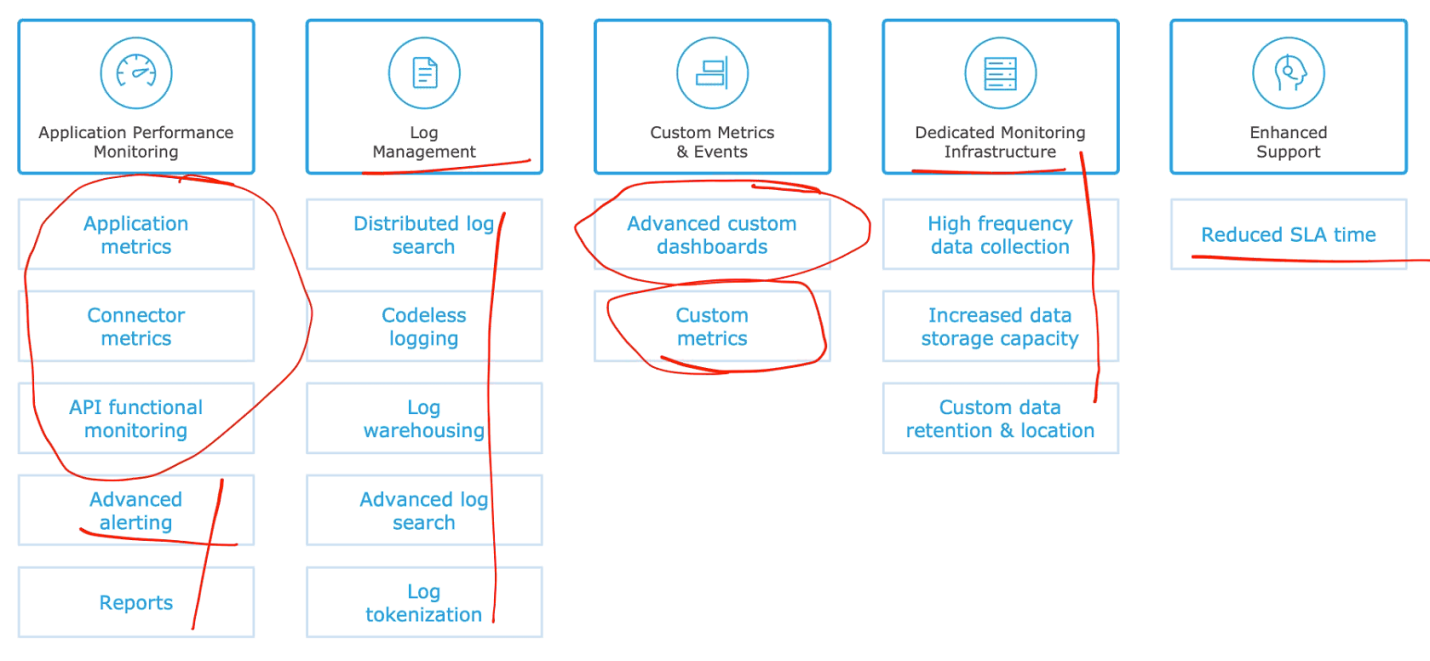 Application Performance
Monitoring
Log
Management
Custom Metrics
& Events
Dedicated Monitoring
Infrastructure
Enhanced
Support
Application
metrics
Connector
metrics
API functional
monitoring
Advanced
alerting
Reports
Distributed log
search
Codeless
logging
Log
warehousing
Advanced log
search
Log
tokenization
Advanced custom
dashboards
Custom
metrics
High frequency
data collection
Increased data
storage capacity
Custom data
retention & location
Reduced SLA time